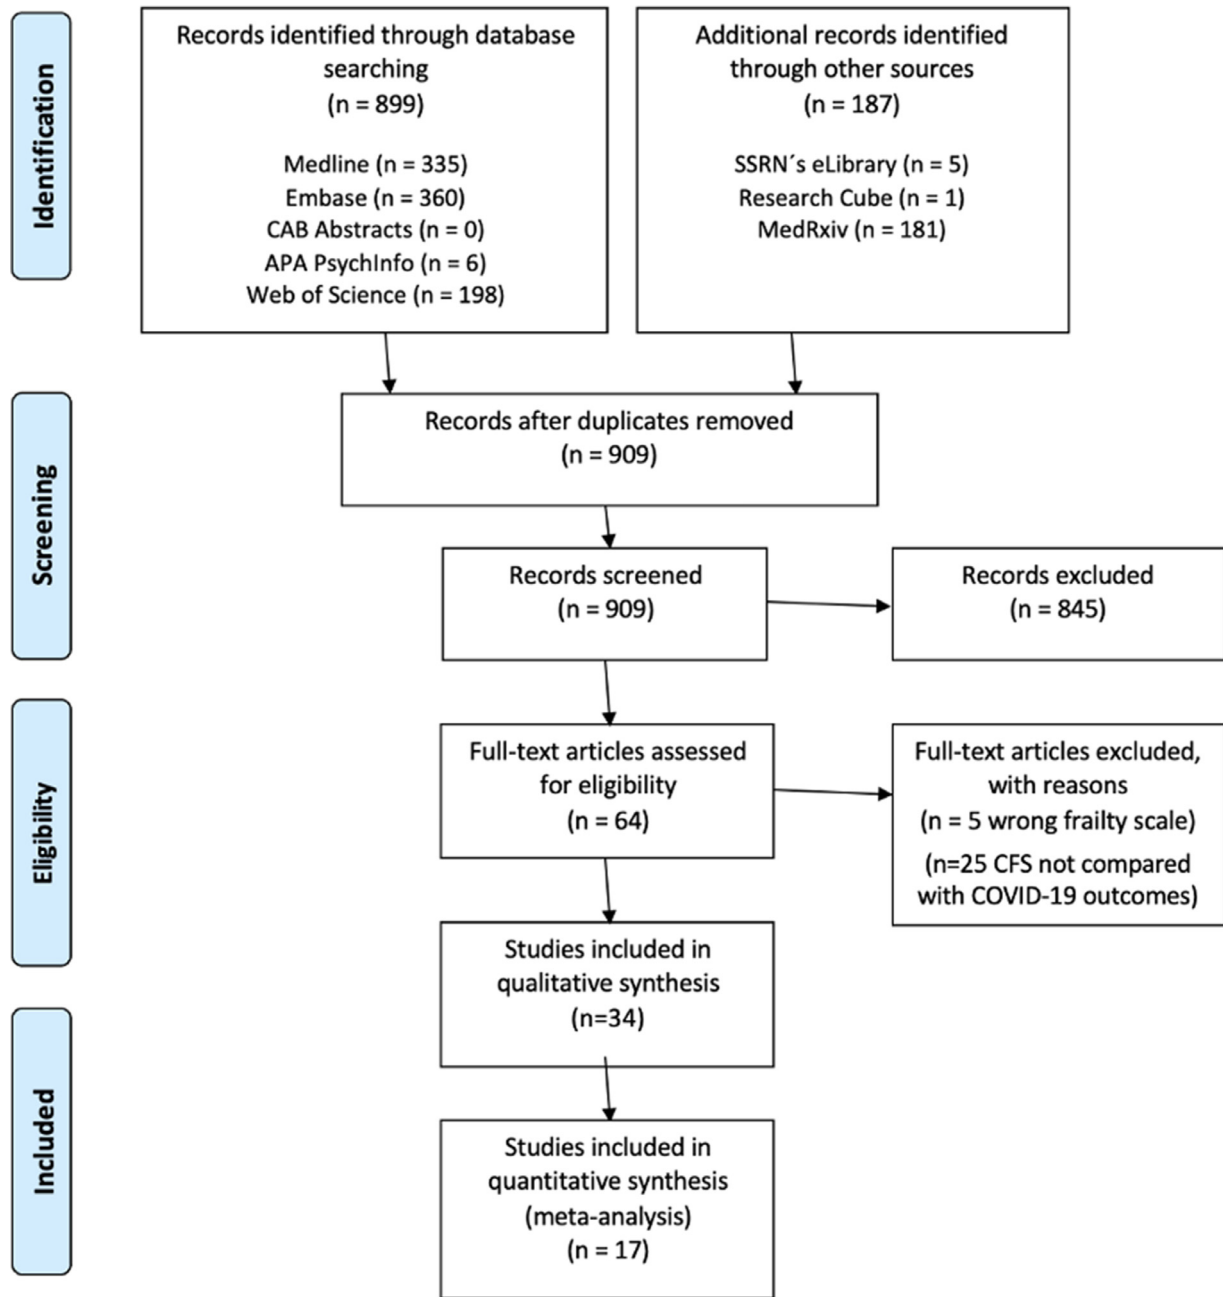 Identification
Records identified through database
searching
(n = 899)
Medline (n = 335)
Embase (n = 360)
CAB Abstracts (n = 0)
APA PsychInfo (n = 6)
Web of Science (n = 198)
Additional records identified
through other sources
(n = 187)
SSRN´s eLibrary (n = 5)
Research Cube (n = 1)
MedRxiv (n = 181)
Screening
Records after duplicates removed
(n = 909)
Records screened
(n = 909)
Records excluded
(n = 845)
Eligibility
Full-text articles assessed
for eligibility
(n = 64)
Full-text articles excluded,
with reasons
(n = 5 wrong frailty scale)
(n=25 CFS not compared
with COVID-19 outcomes)
Studies included in
qualitative synthesis
(n=34)
Included
Studies included in
quantitative synthesis
(meta-analysis)
(n = 17)